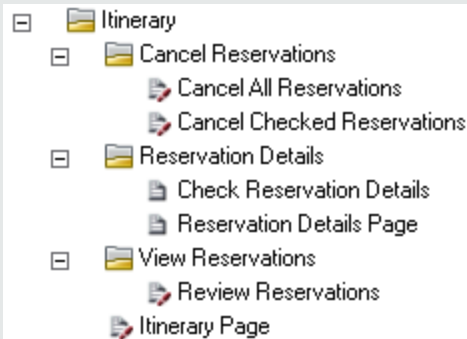 Itinerary
Cancel Reservations
Cancel All Reservations
Cancel Checked Reservations
Reservation Details
Check Reservation Details
Reservation Details Page
View Reservations
Review Reservations
Itinerary Page